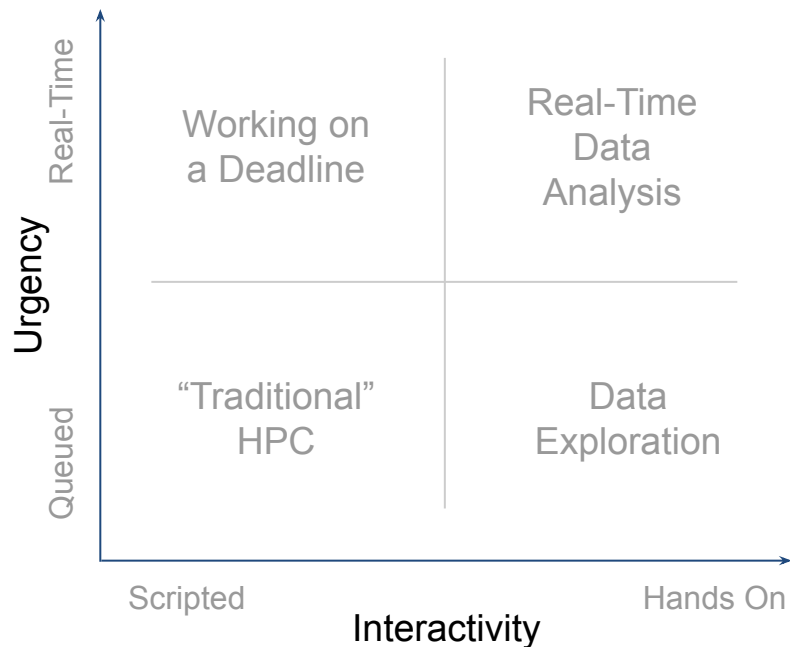 Real-Time
Urgency
Queued
Working on
a Deadline
Real-Time
Data
Analysis
“Traditional”
HPC
Data
Exploration
Scripted
Hands On
Interactivity